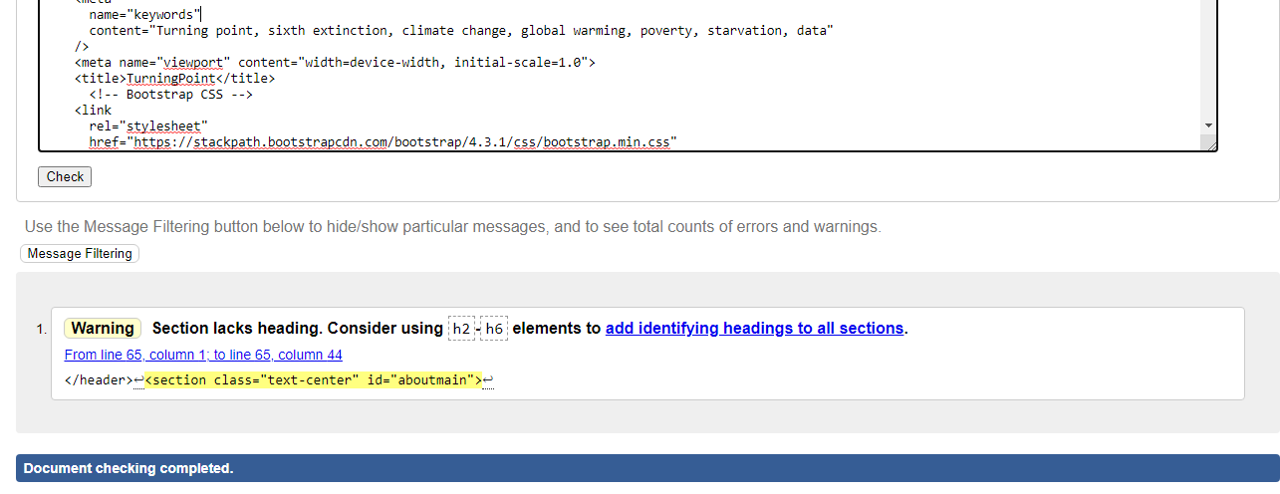 name="keywords"
content="Turning point, sixth extinction, climate change, global warming, poverty, starvation, data"
/>
<meta name="viewport" content="width=device-width, initial-scale=1.0">
<title>TurningPoint</title>
<!-- Bootstrap CSS -->
<link
rel="stylesheet"
href="https://stackpath.bootstrapcdn.com/bootstrap/4.3.1/css/bootstrap.min.css"
Check
Use the Message Filtering button below to hide/show particular messages, and to see total counts of errors and warnings.
Message Filtering
1. Warning Section lacks heading. Consider using h2-h6 elements to add identifying headings to all sections.
From line 65, column 1; to line 65, column 44
</header>↩<section class="text-center" id="aboutmain">↩
Document checking completed.